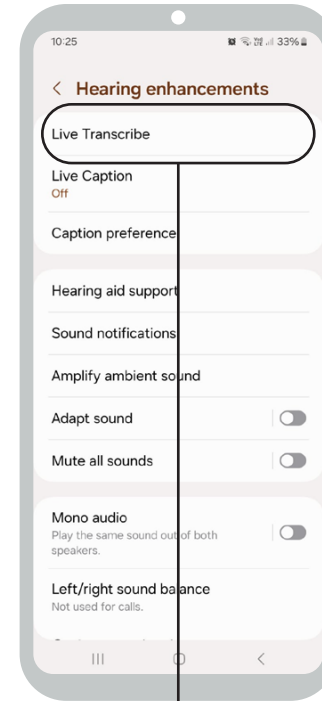 10:25 33%
< Hearing enhancements
Live Transcribe
Live Caption
Off
Caption preference
Hearing aid support
Sound notifications
Amplify ambient sound
Adapt sound
Mute all sounds
Mono audio
Play the same sound out of both
speakers.
Left/right sound balance
Not used for calls.